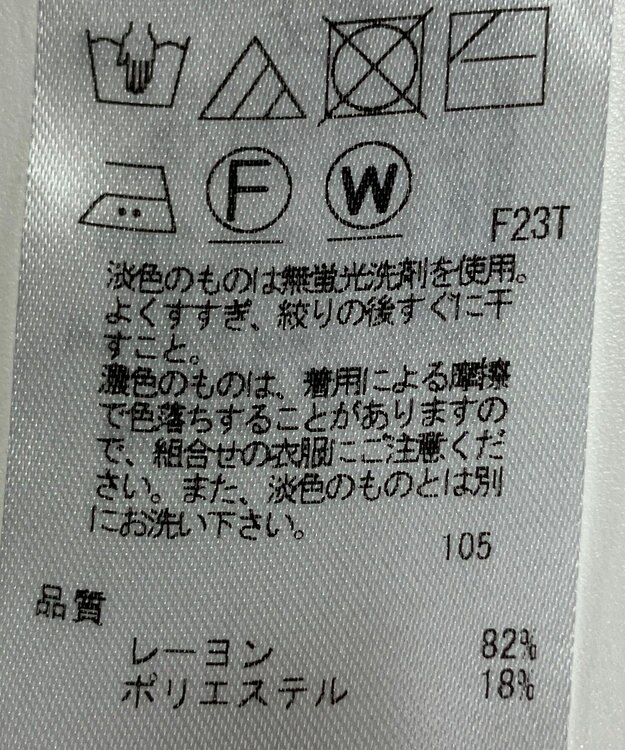 F W
F23T
淡色のものは無蛍光洗剤を使用。
よくすすぎ、絞りの後すぐに干
すこと。
濃色のものは、着用による摩擦
で色落ちすることがありますの
で、組合せの衣服にご注意くだ
さい。また、淡色のものとは別
にお洗い下さい。
105
品質
レーヨン 82%
ポリエステル 18%